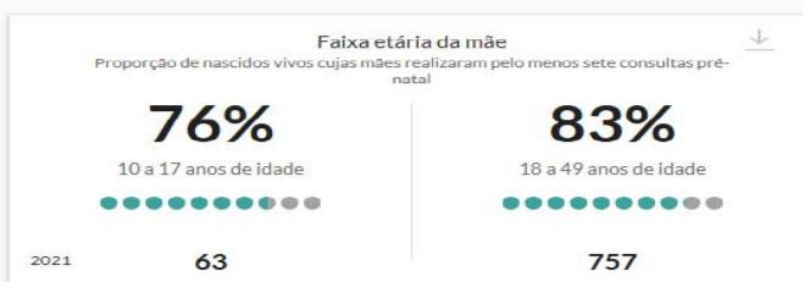 Faixa etária da mãe
Proporção de nascidos vivos cujas mães realizaram pelo menos sete consultas pré-
natal
76%
83%
10 a 17 anos de idade
18 a 49 anos de idade
2021
63
757